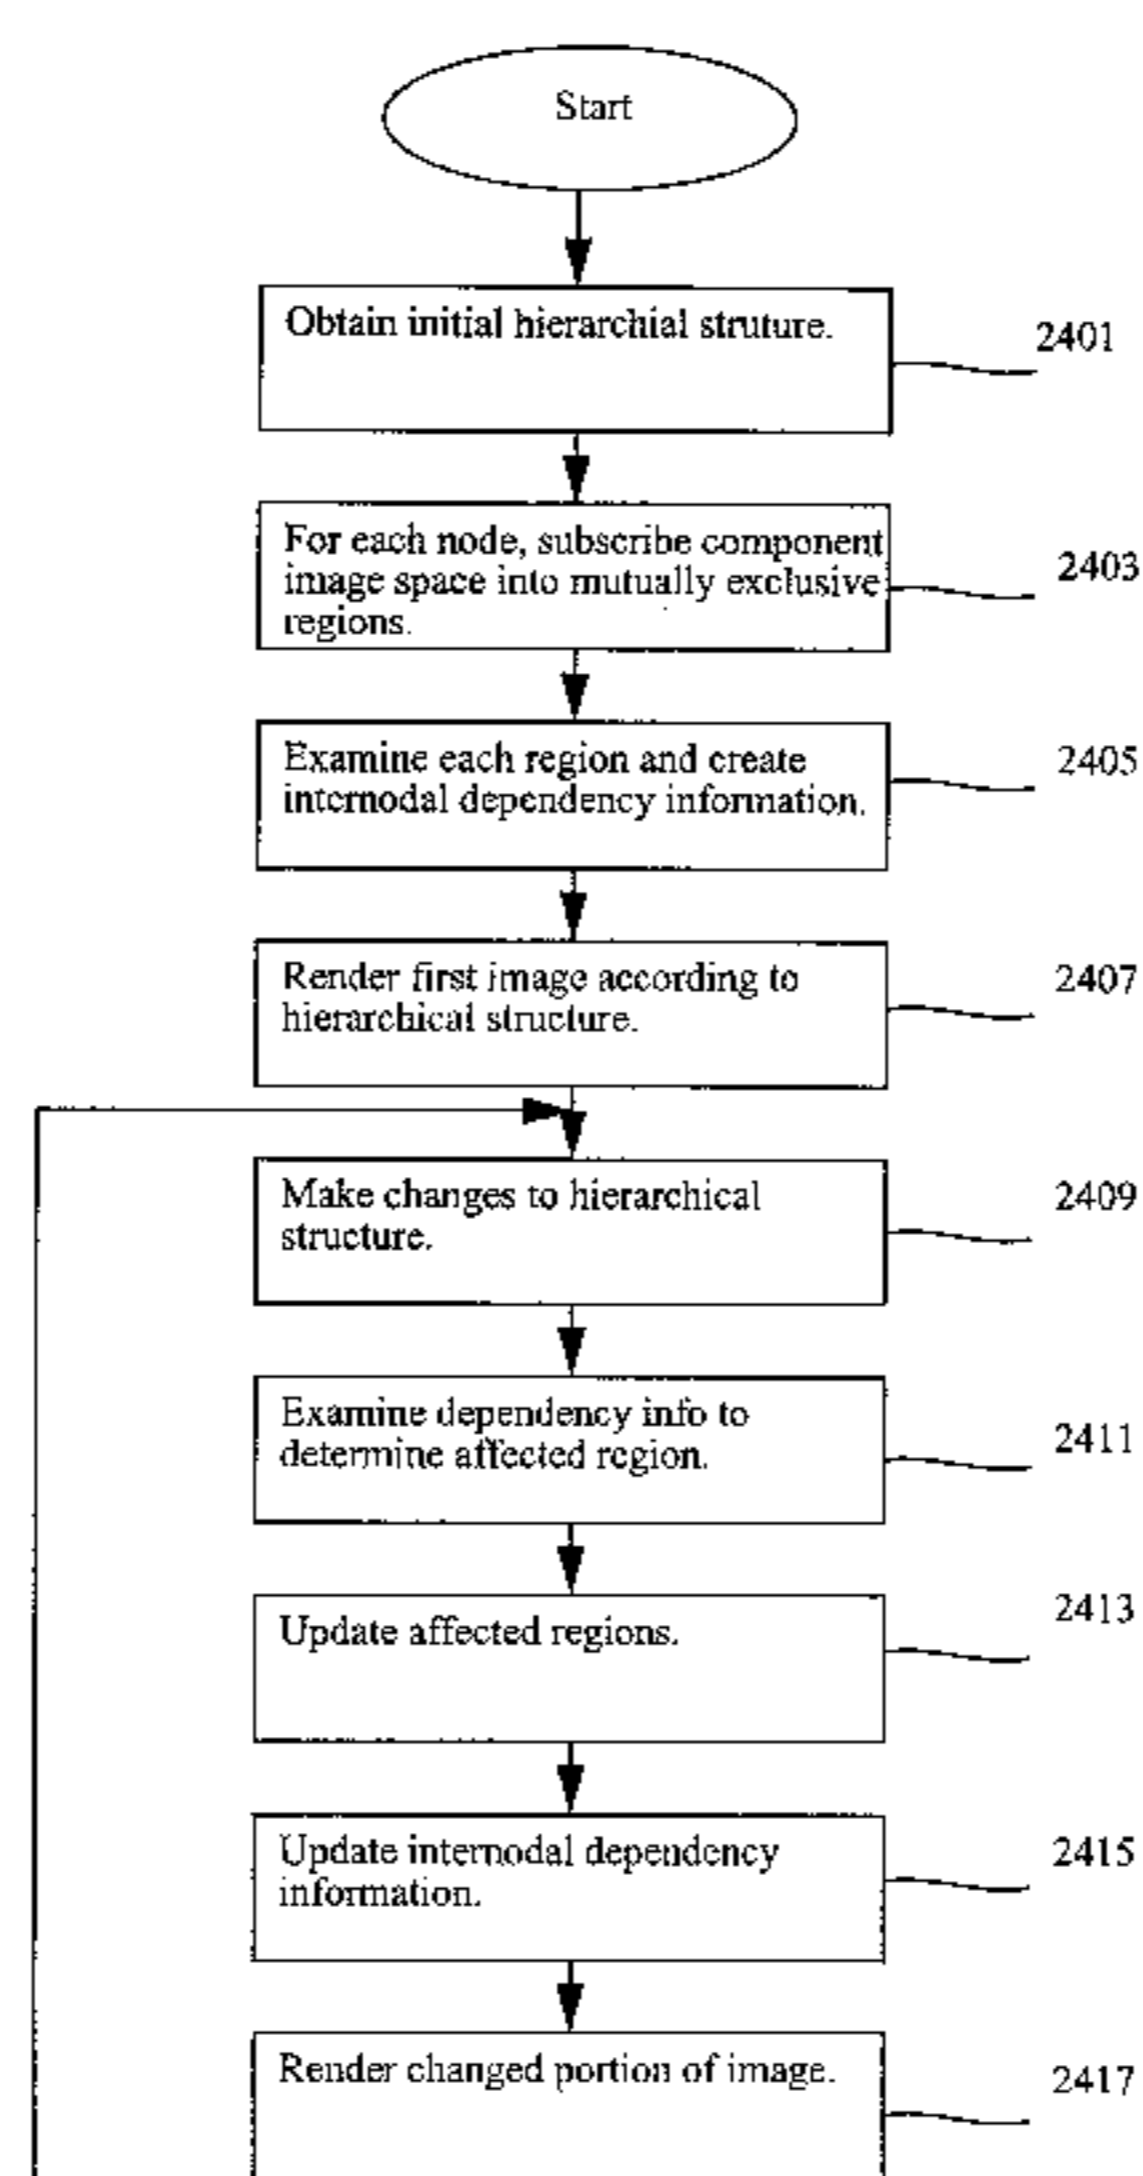 Start
Obtain initial hierarchial struture.
2401
For each node, subscribe component
image space into mutually exclusive
regions.
2403
Examine each region and create
internodal dependency information.
2405
Render first image according to
hierarchical structure.
2407
Make changes to hierarchical
structure.
2409
Examine dependency info to
determine affected region.
2411
Update affected regions.
2413
Update internodal dependency
information.
2415
Render changed portion of image.
2417